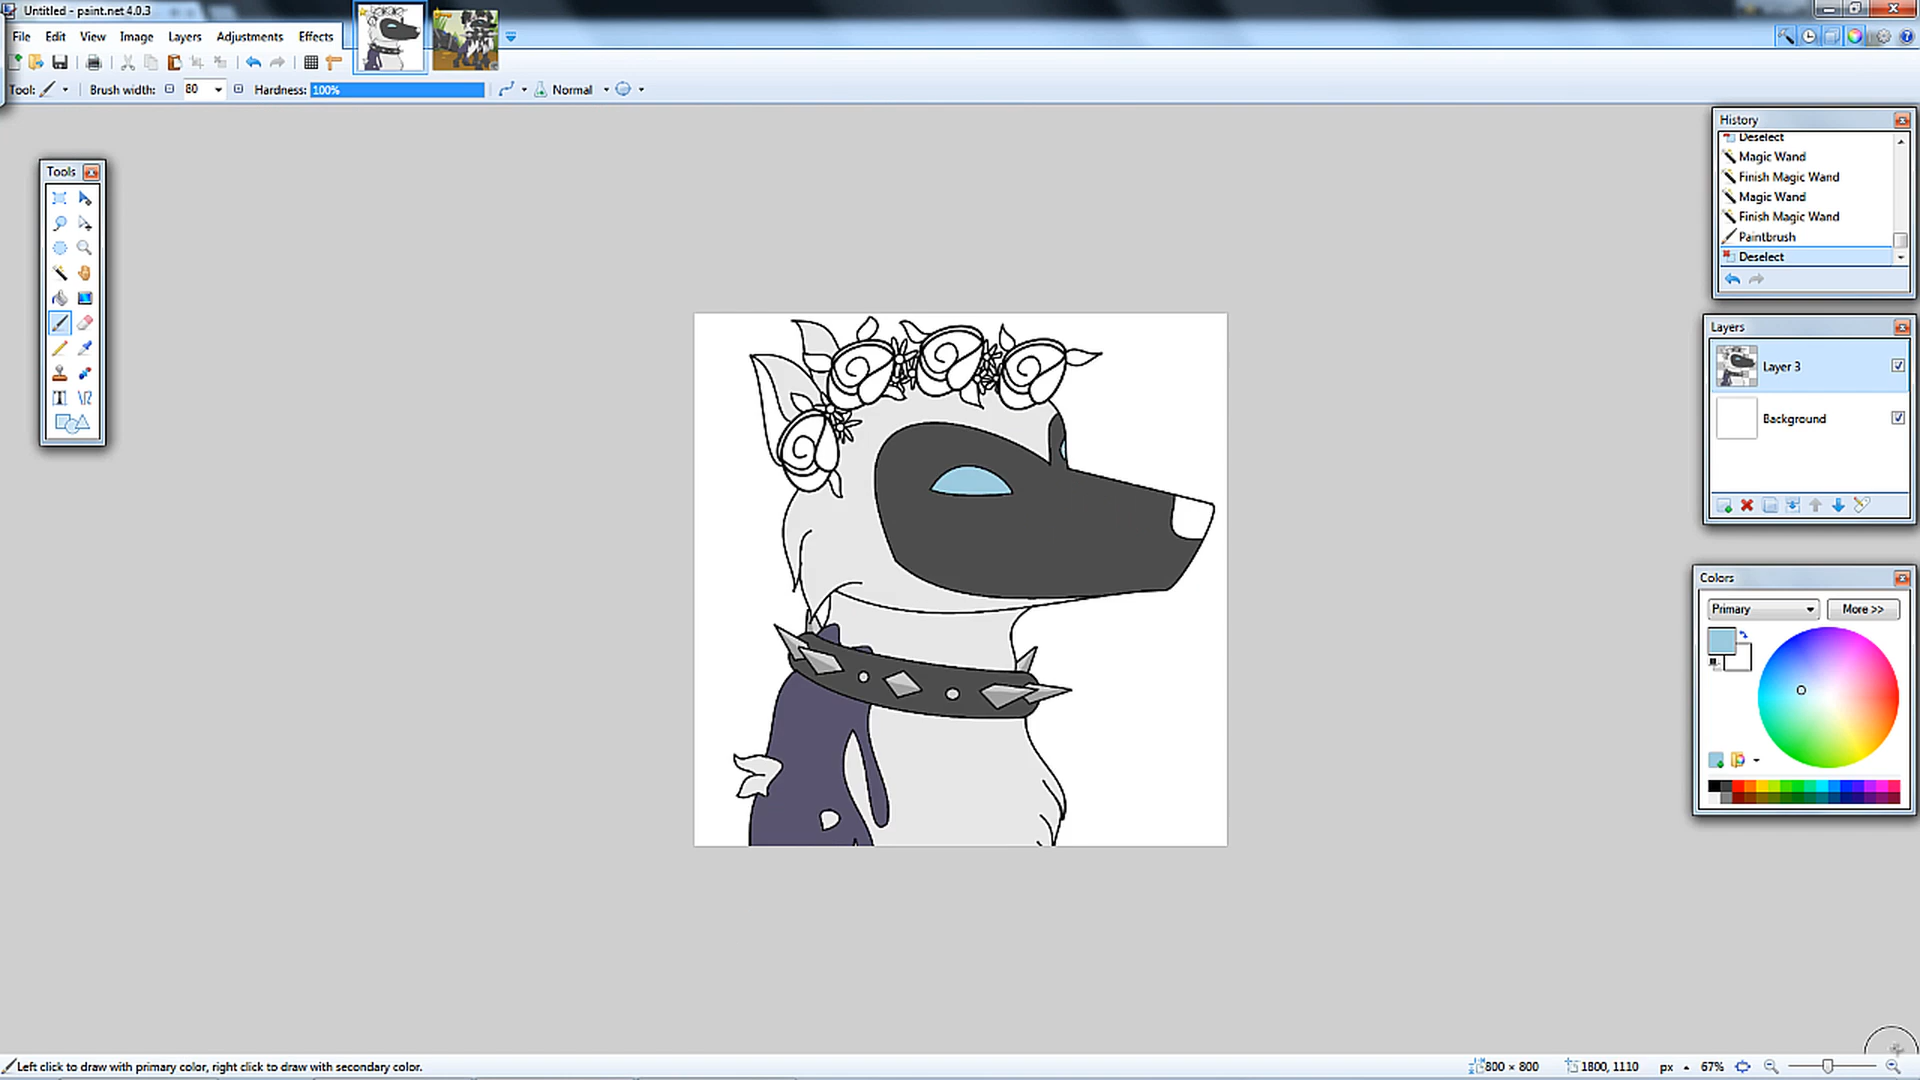 Untitled - paint.net 4.0.3
File Edit View Image Layers Adjustments Effects
Tool: Brush width: 80 Hardness: 100% Normal
Tools
History
Deselect
Magic Wand
Finish Magic Wand
Magic Wand
Finish Magic Wand
Paintbrush
Deselect
Layers
Layer 3
Background
Colors
Primary More >>
Left click to draw with primary color, right click to draw with secondary color. 800 × 800 1800, 1110 px 67%